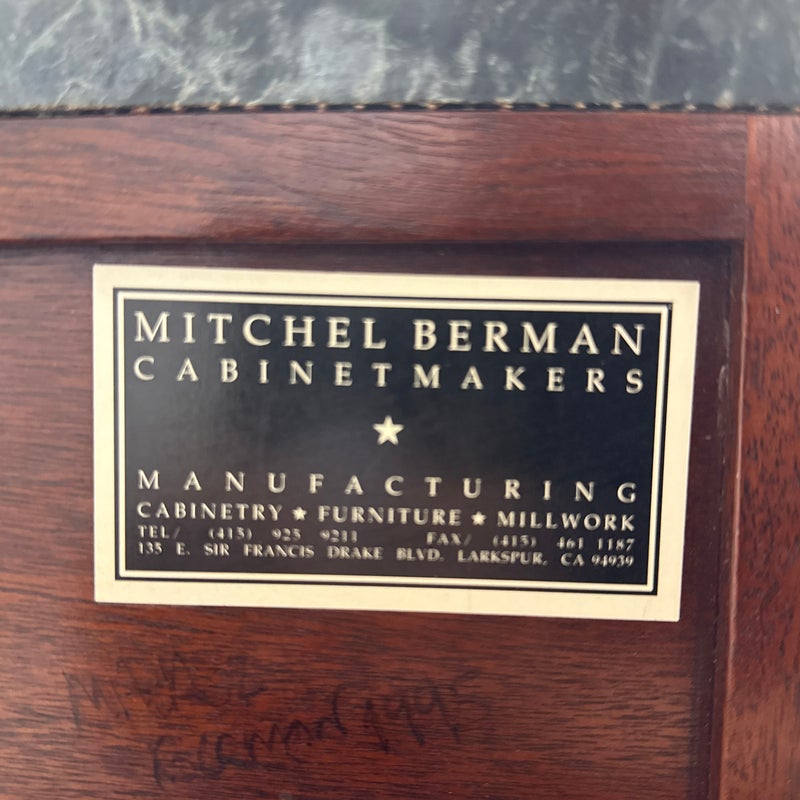 MITCHEL BERMAN
CABINETMAKERS
★
MANUFACTURING
CABINETRY ★ FURNITURE ★ MILLWORK
TEL/ (415) 925 9211 FAX/ (415) 461 1187
135 E. SIR FRANCIS DRAKE BLVD. LARKSPUR, CA 94939